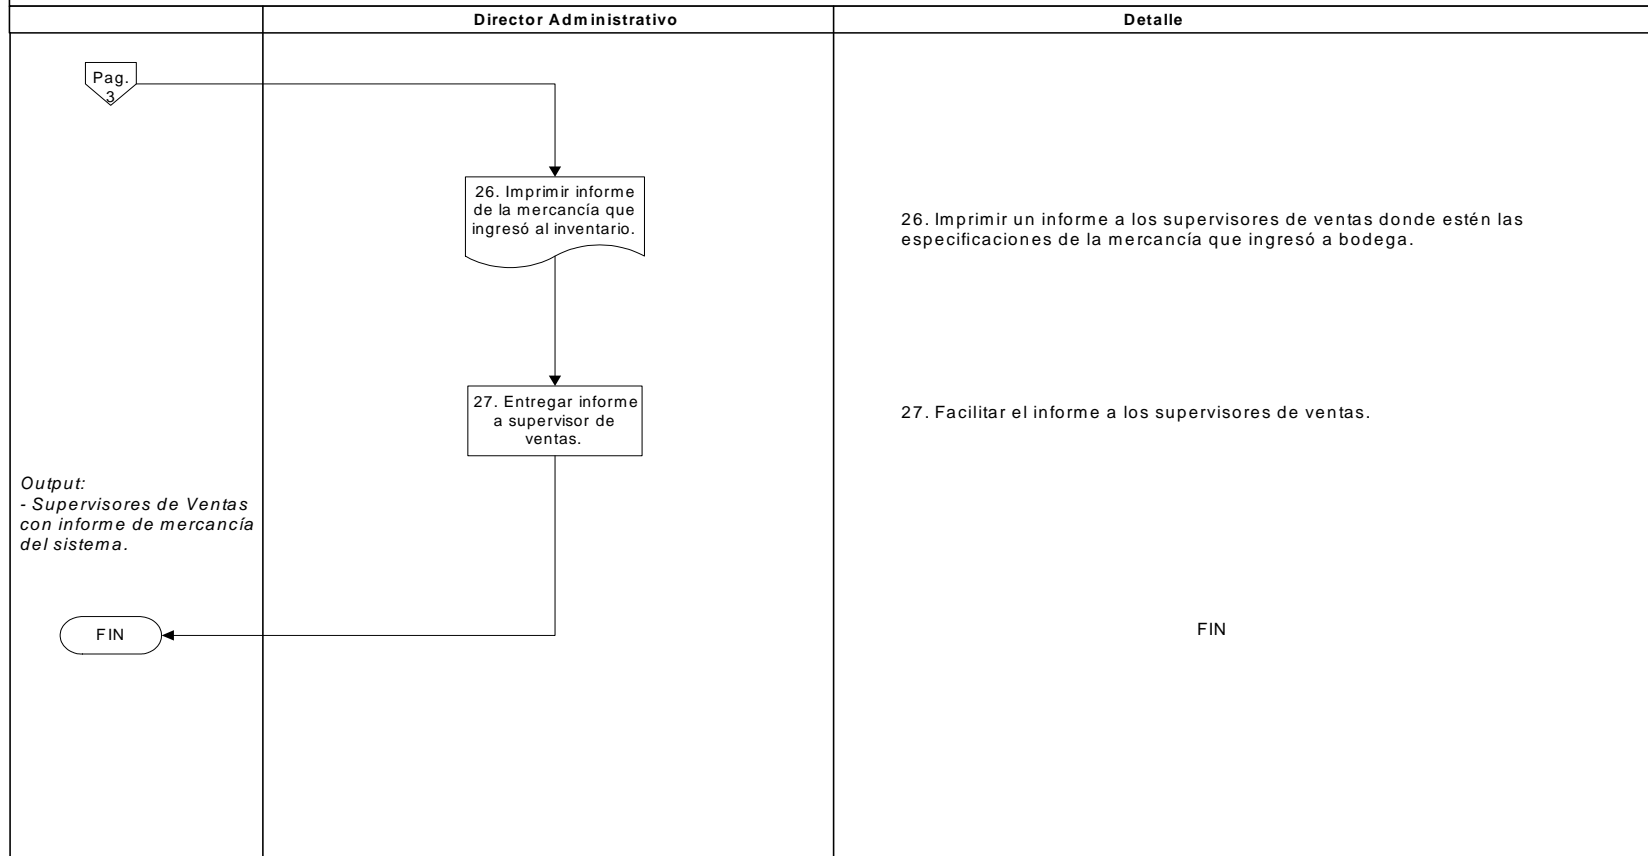 Director Administrativo
Detalle
Pag.
3
26. Imprimir informe
de la mercancía que
ingresó al inventario.
26. Imprimir un informe a los supervisores de ventas donde estén las
especificaciones de la mercancía que ingresó a bodega.
27. Entregar informe
a supervisor de
ventas.
27. Facilitar el informe a los supervisores de ventas.
Output:
- Supervisores de Ventas
con informe de mercancía
del sistema.
FIN
FIN